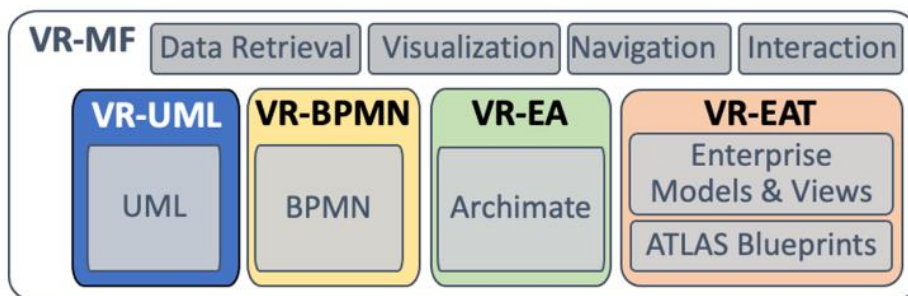 VR-MF Data Retrieval Visualization Navigation Interaction
VR-UML VR-BPMN VR-EA VR-EAT
UML BPMN Archimate Enterprise
Models & Views
ATLAS Blueprints